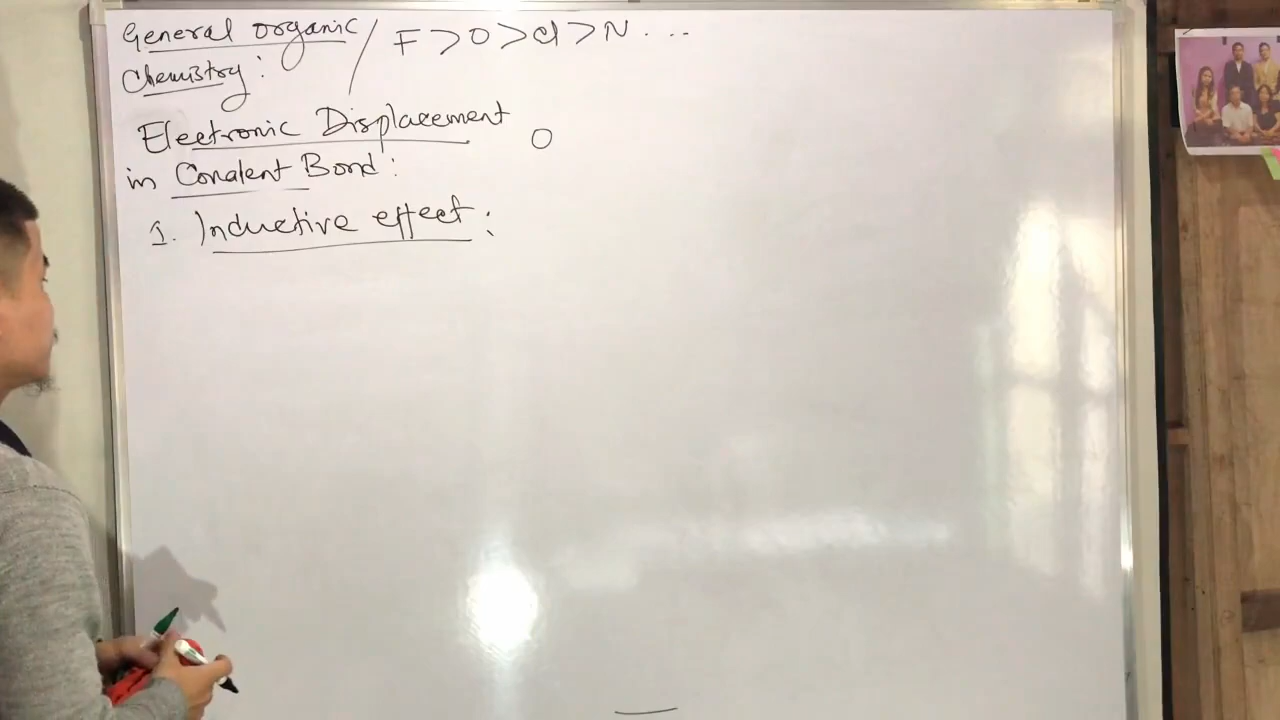 General organic / F > O > Cl > N ...
Chemistry :
Electronic Displacement O
in Covalent Bond :
1. Inductive effect :